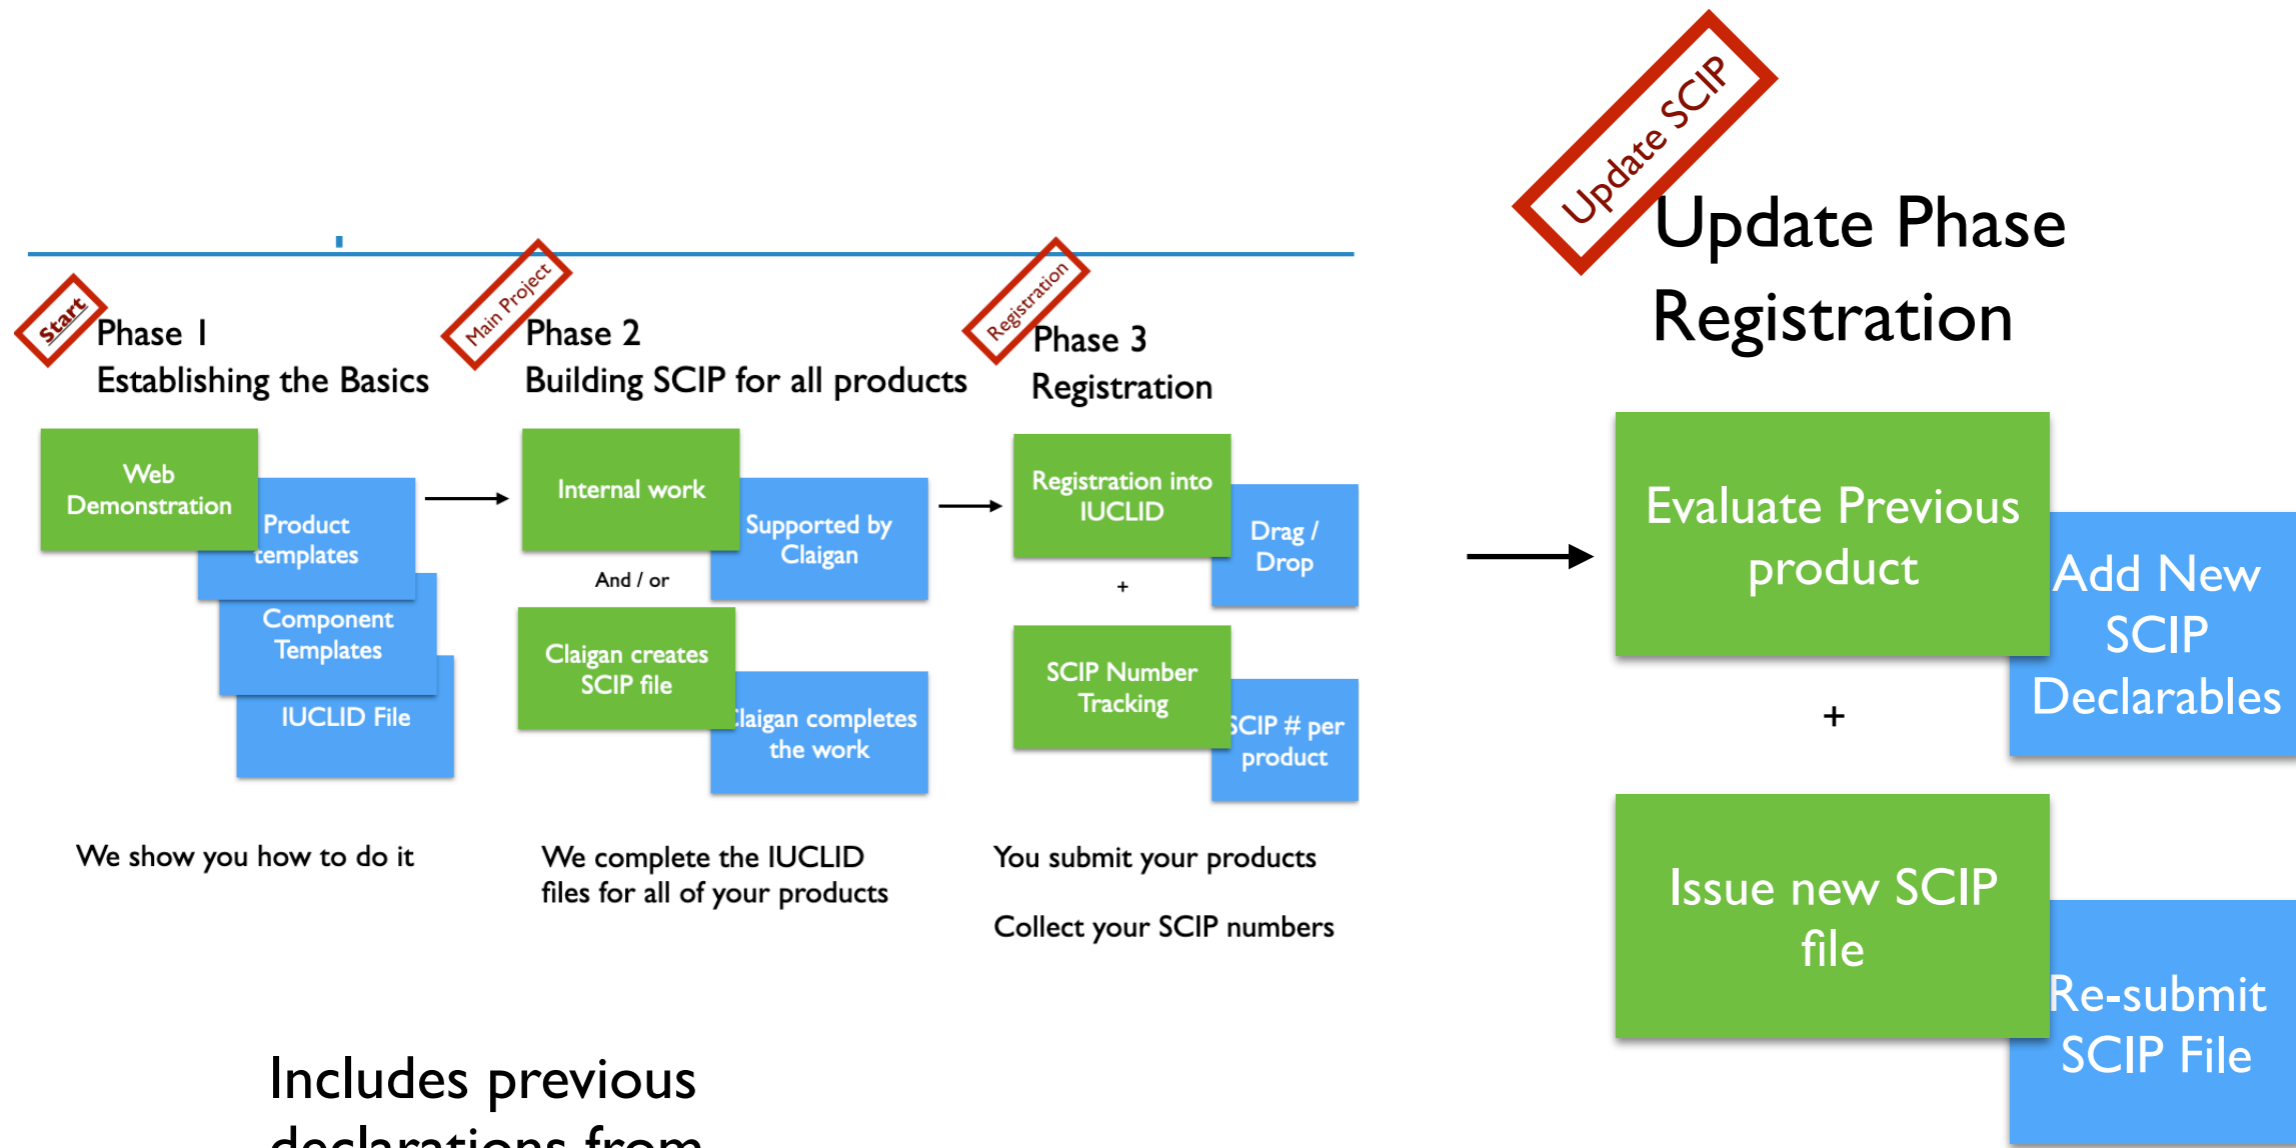 Update SCIP
Update Phase
Registration
Start
Phase 1
Establishing the Basics
Main Project
Phase 2
Building SCIP for all products
Registration
Phase 3
Registration
Web
Demonstration
Product
templates
Component
Templates
IUCLID File
We show you how to do it
Internal work
Supported by
Claigan
And / or
Claigan creates
SCIP file
Claigan completes
the work
We complete the IUCLID
files for all of your products
Registration into
IUCLID
Drag /
Drop
+
SCIP Number
Tracking
SCIP # per
product
You submit your products
Collect your SCIP numbers
Evaluate Previous
product
Add New
SCIP
Declarables
+
Issue new SCIP
file
Re-submit
SCIP File
Includes previous
declarations from